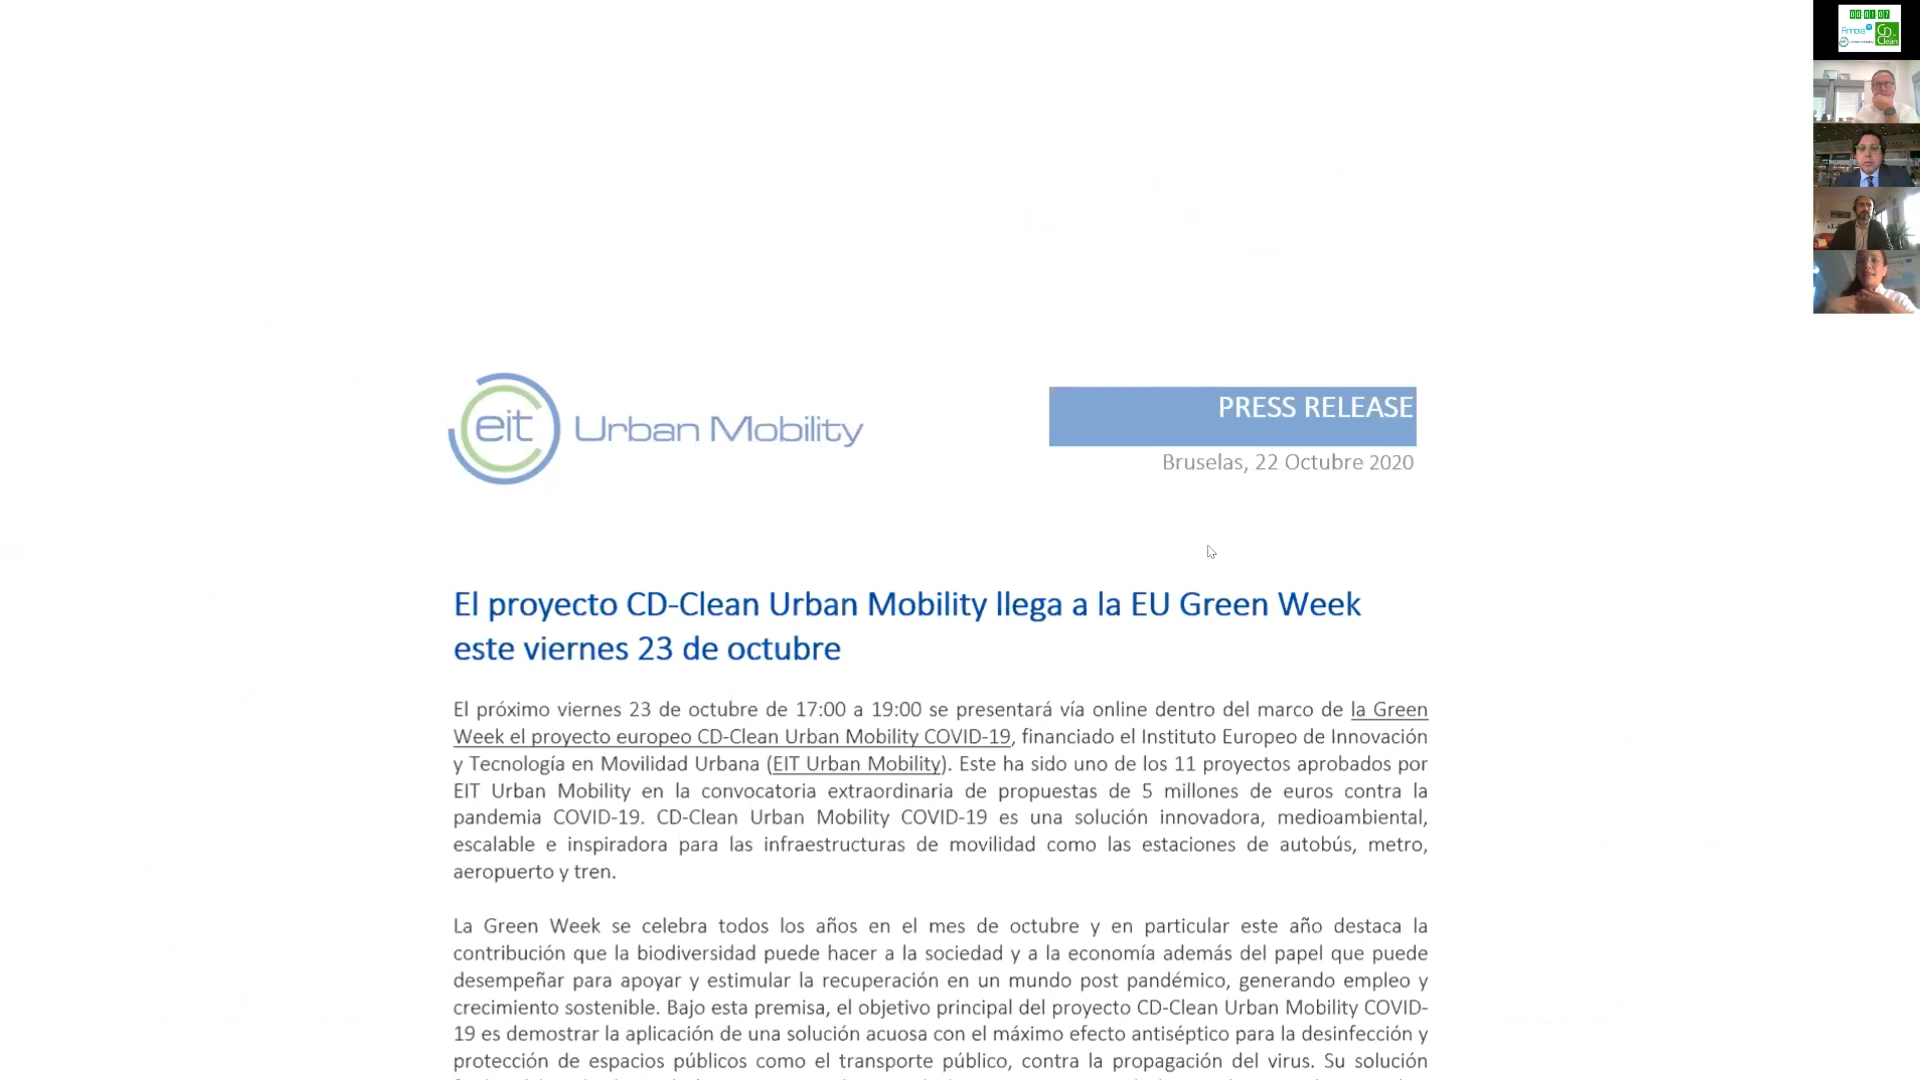 00:01:07
Finnova
CD
Clean
eit Urban Mobility
PRESS RELEASE
Bruselas, 22 Octubre 2020
El proyecto CD-Clean Urban Mobility llega a la EU Green Week
este viernes 23 de octubre
El próximo viernes 23 de octubre de 17:00 a 19:00 se presentará vía online dentro del marco de la Green
Week el proyecto europeo CD-Clean Urban Mobility COVID-19, financiado el Instituto Europeo de Innovación
y Tecnología en Movilidad Urbana (EIT Urban Mobility). Este ha sido uno de los 11 proyectos aprobados por
EIT Urban Mobility en la convocatoria extraordinaria de propuestas de 5 millones de euros contra la
pandemia COVID-19. CD-Clean Urban Mobility COVID-19 es una solución innovadora, medioambiental,
escalable e inspiradora para las infraestructuras de movilidad como las estaciones de autobús, metro,
aeropuerto y tren.
La Green Week se celebra todos los años en el mes de octubre y en particular este año destaca la
contribución que la biodiversidad puede hacer a la sociedad y a la economía además del papel que puede
desempeñar para apoyar y estimular la recuperación en un mundo post pandémico, generando empleo y
crecimiento sostenible. Bajo esta premisa, el objetivo principal del proyecto CD-Clean Urban Mobility COVID-
19 es demostrar la aplicación de una solución acuosa con el máximo efecto antiséptico para la desinfección y
protección de espacios públicos como el transporte público, contra la propagación del virus. Su solución